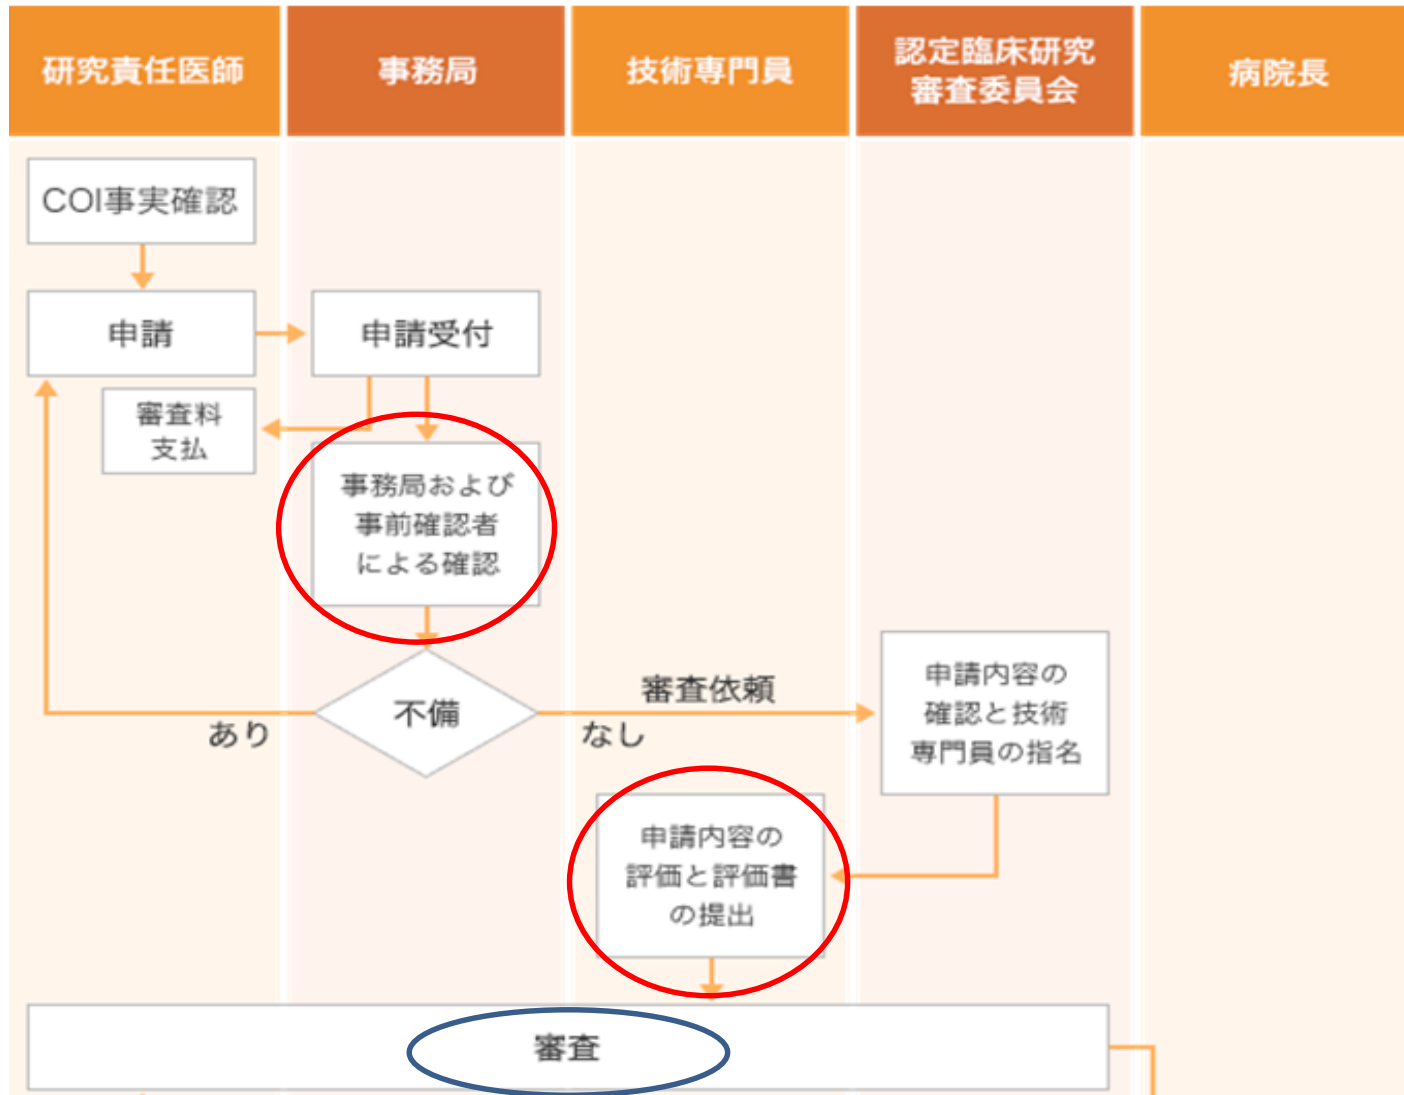 研究責任医師
事務局
技術専門員
認定臨床研究
審査委員会
病院長
COI事実確認
申請
申請受付
審査料
支払
事務局および
事前確認者
による確認
不備
あり
審査依頼
なし
申請内容の
確認と技術
専門員の指名
申請内容の
評価と評価書
の提出
審査